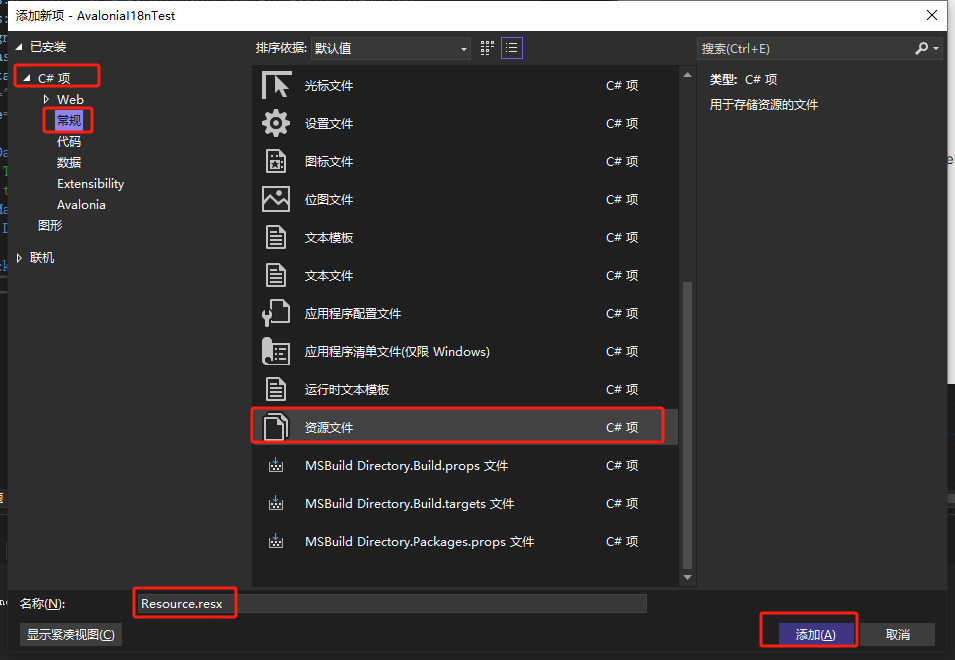 添加新项 - AvaloniaI18nTest
已安装
排序依据: 默认值
搜索(Ctrl+E)
C# 项
Web
常规
代码
数据
Extensibility
Avalonia
图形
联机
光标文件 C# 项
设置文件 C# 项
图标文件 C# 项
位图文件 C# 项
文本模板 C# 项
文本文件 C# 项
应用程序配置文件 C# 项
应用程序清单文件(仅限 Windows) C# 项
运行时文本模板 C# 项
资源文件 C# 项
MSBuild Directory.Build.props 文件 C# 项
MSBuild Directory.Build.targets 文件 C# 项
MSBuild Directory.Packages.props 文件 C# 项
类型: C# 项
用于存储资源的文件
名称(N): Resource.resx
显示紧凑视图(C)
添加(A)
取消